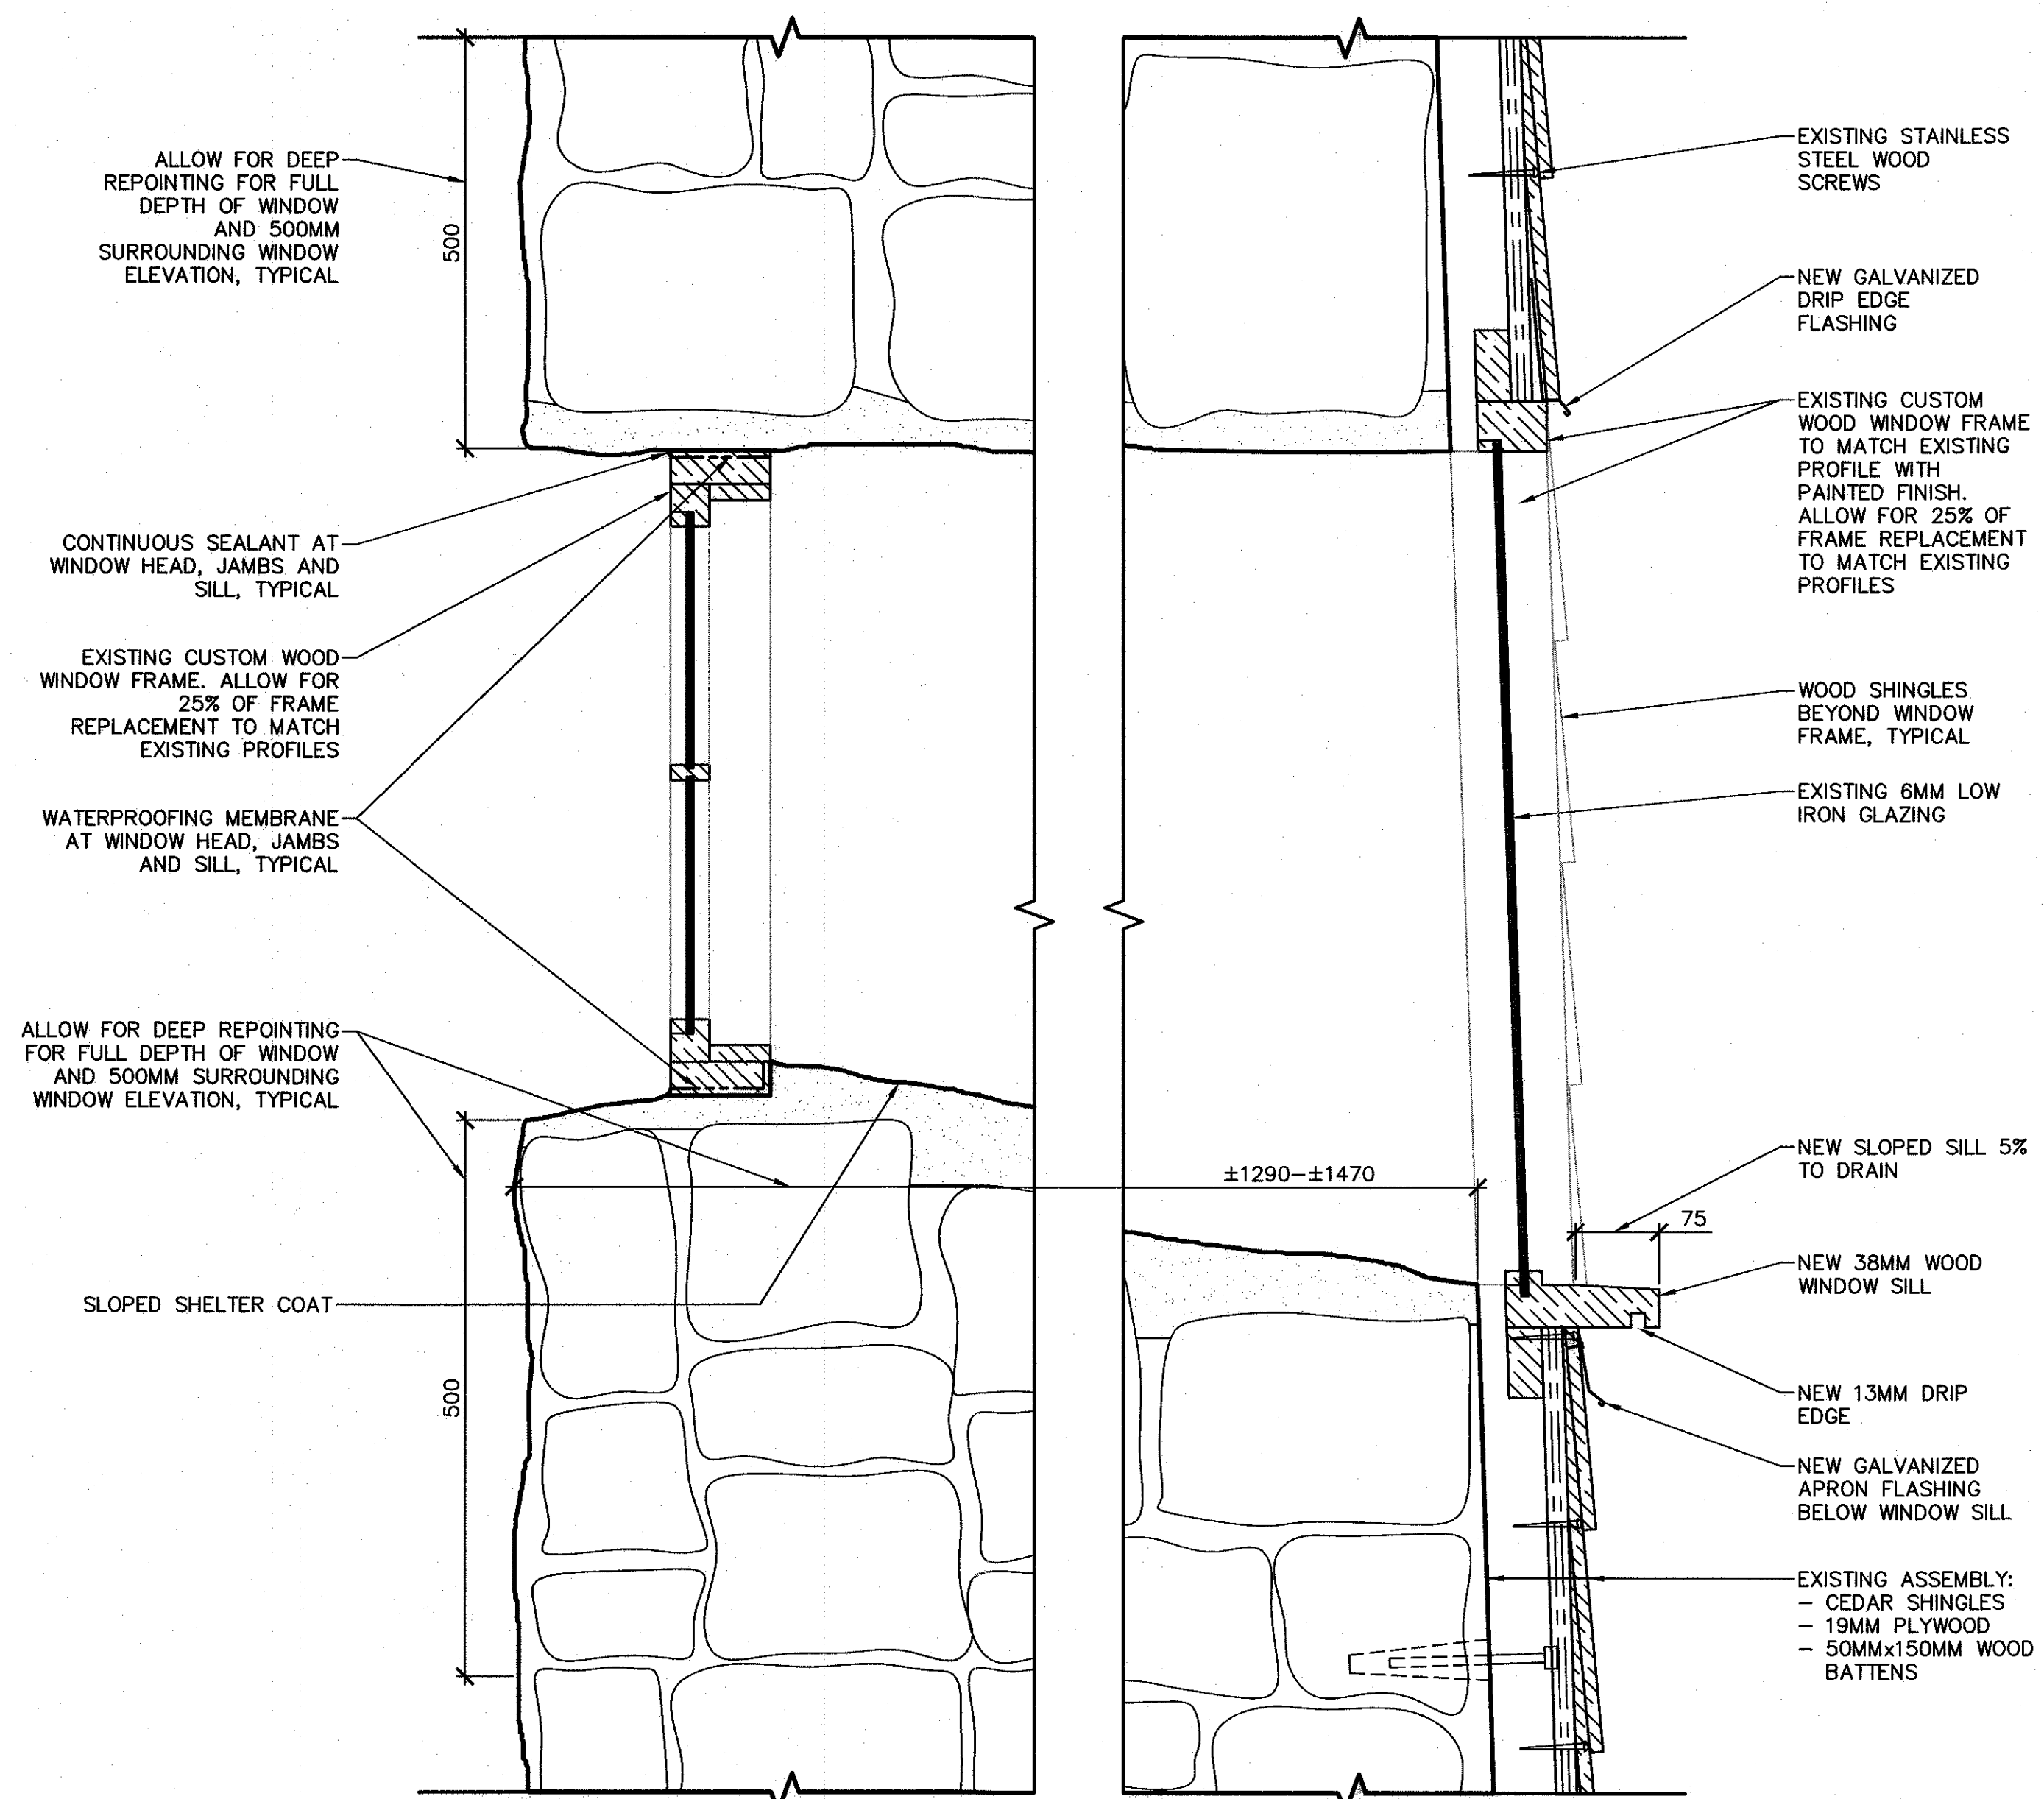 ALLOW FOR DEEP
REPOINTING FOR FULL
DEPTH OF WINDOW
AND 500MM
SURROUNDING WINDOW
ELEVATION, TYPICAL
500
CONTINUOUS SEALANT AT
WINDOW HEAD, JAMBS AND
SILL, TYPICAL
EXISTING CUSTOM WOOD
WINDOW FRAME. ALLOW FOR
25% OF FRAME
REPLACEMENT TO MATCH
EXISTING PROFILES
WATERPROOFING MEMBRANE
AT WINDOW HEAD, JAMBS
AND SILL, TYPICAL
ALLOW FOR DEEP REPOINTING
FOR FULL DEPTH OF WINDOW
AND 500MM SURROUNDING
WINDOW ELEVATION, TYPICAL
SLOPED SHELTER COAT
500
±1290-±1470
EXISTING STAINLESS
STEEL WOOD
SCREWS
NEW GALVANIZED
DRIP EDGE
FLASHING
EXISTING CUSTOM
WOOD WINDOW FRAME
TO MATCH EXISTING
PROFILE WITH
PAINTED FINISH.
ALLOW FOR 25% OF
FRAME REPLACEMENT
TO MATCH EXISTING
PROFILES
WOOD SHINGLES
BEYOND WINDOW
FRAME, TYPICAL
EXISTING 6MM LOW
IRON GLAZING
NEW SLOPED SILL 5%
TO DRAIN
75
NEW 38MM WOOD
WINDOW SILL
NEW 13MM DRIP
EDGE
NEW GALVANIZED
APRON FLASHING
BELOW WINDOW SILL
EXISTING ASSEMBLY:
- CEDAR SHINGLES
- 19MM PLYWOOD
- 50MMx150MM WOOD
BATTENS